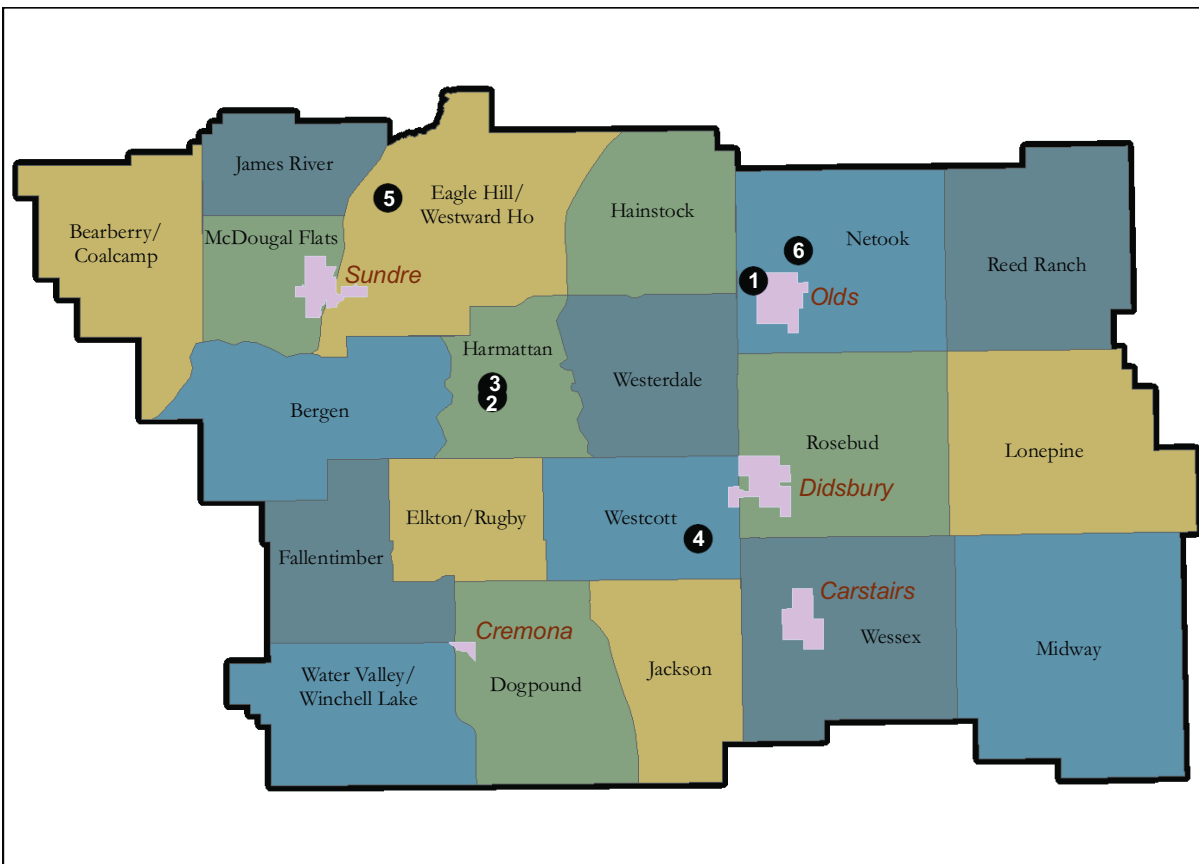 James River
Eagle Hill/
Westward Ho
5
Hainstock
Bearberry/
Coalcamp
McDougal Flats
Netook
6
Reed Ranch
Sundre
1
Olds
Harmattan
3
2
Westerdale
Bergen
Rosebud
Lonepine
Didsbury
Elkton/Rugby
Westcott
4
Fallentimber
Carstairs
Cremona
Wessex
Midway
Water Valley/
Winchell Lake
Dogpound
Jackson